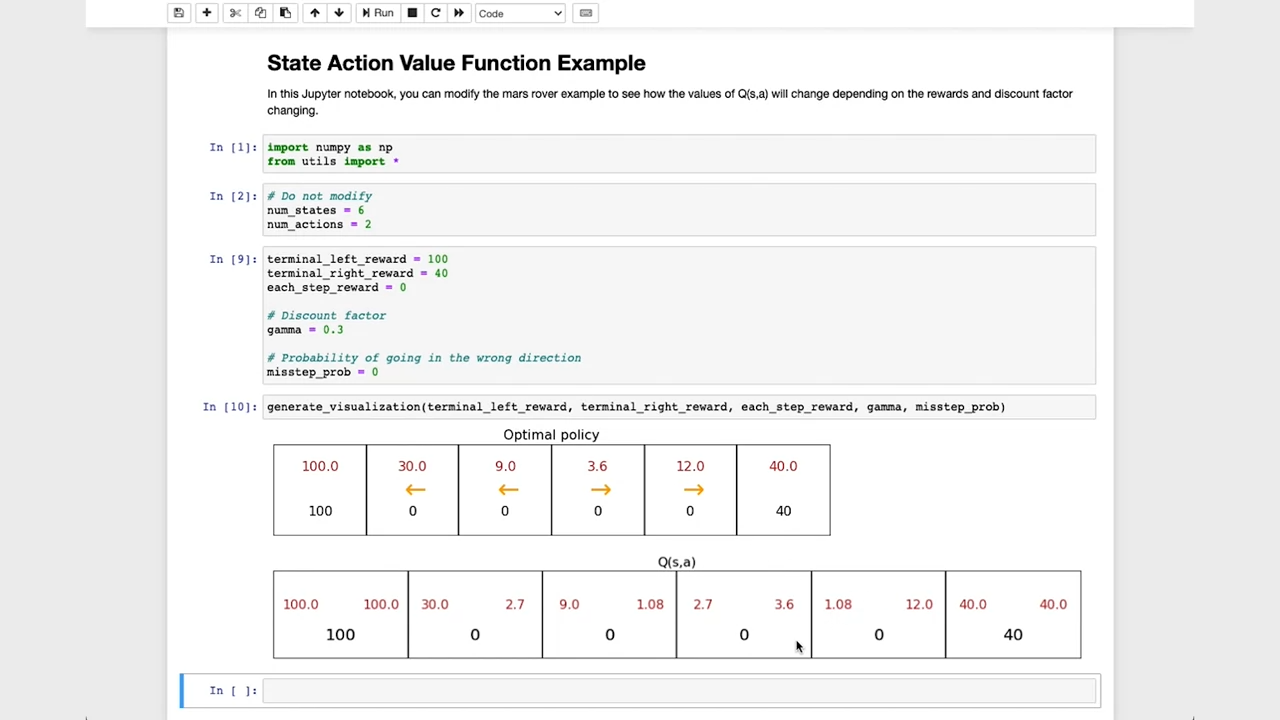 Run Code
State Action Value Function Example
In this Jupyter notebook, you can modify the mars rover example to see how the values of Q(s,a) will change depending on the rewards and discount factor
changing.
In [1]: import numpy as np
from utils import *
In [2]: # Do not modify
num_states = 6
num_actions = 2
In [9]: terminal_left_reward = 100
terminal_right_reward = 40
each_step_reward = 0
# Discount factor
gamma = 0.3
# Probability of going in the wrong direction
misstep_prob = 0
In [10]: generate_visualization(terminal_left_reward, terminal_right_reward, each_step_reward, gamma, misstep_prob)
Optimal policy
100.0 30.0 9.0 3.6 12.0 40.0
← ← → →
100 0 0 0 0 40
Q(s,a)
100.0 100.0 30.0 2.7 9.0 1.08 2.7 3.6 1.08 12.0 40.0 40.0
100 0 0 0 0 40
In [ ]: